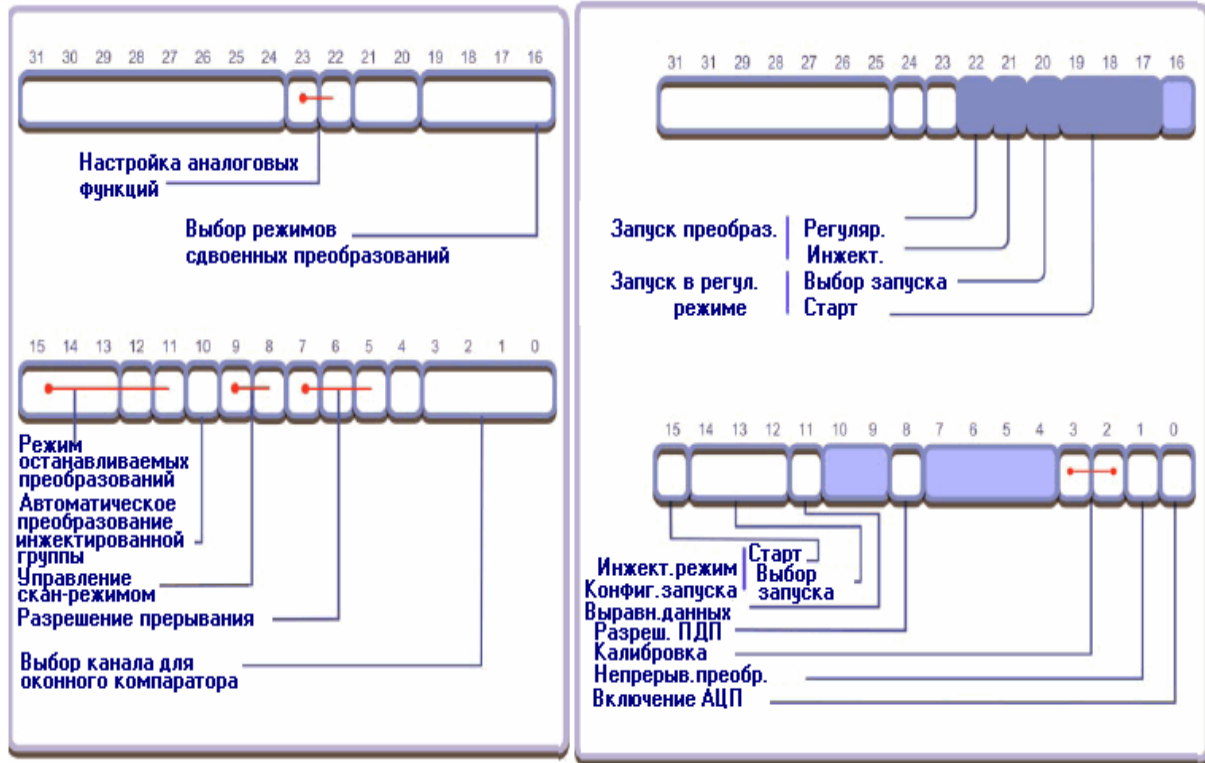 31 30 29 28 27 26 25 24 23 22 21 20 19 18 17 16
Настройка аналоговых
функций
Выбор режимов
сдвоенных преобразований
15 14 13 12 11 10 9 8 7 6 5 4 3 2 1 0
Режим
останавливаемых
преобразований
Автоматическое
преобразование
инжектированной
группы
Управление
скан-режимом
Разрешение прерывания
Выбор канала для
оконного компаратора
31 31 29 28 27 26 25 24 23 22 21 20 19 18 17 16
Запуск преобраз. Регуляр.
Инжект.
Запуск в регул. Выбор запуска
режиме Старт
15 14 13 12 11 10 9 8 7 6 5 4 3 2 1 0
Старт
Инжект.режим Выбор
Конфиг.запуска запуска
Выравн.данных
Разреш. ПДП
Калибровка
Непрерыв.преобр.
Включение АЦП